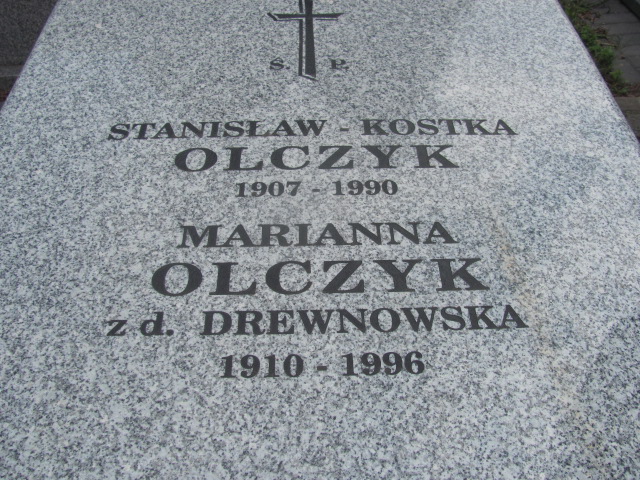 Ś. P.
STANISŁAW - KOSTKA
OLCZYK
1907 - 1990
MARIANNA
OLCZYK
z d. DREWNOWSKA
1910 - 1996